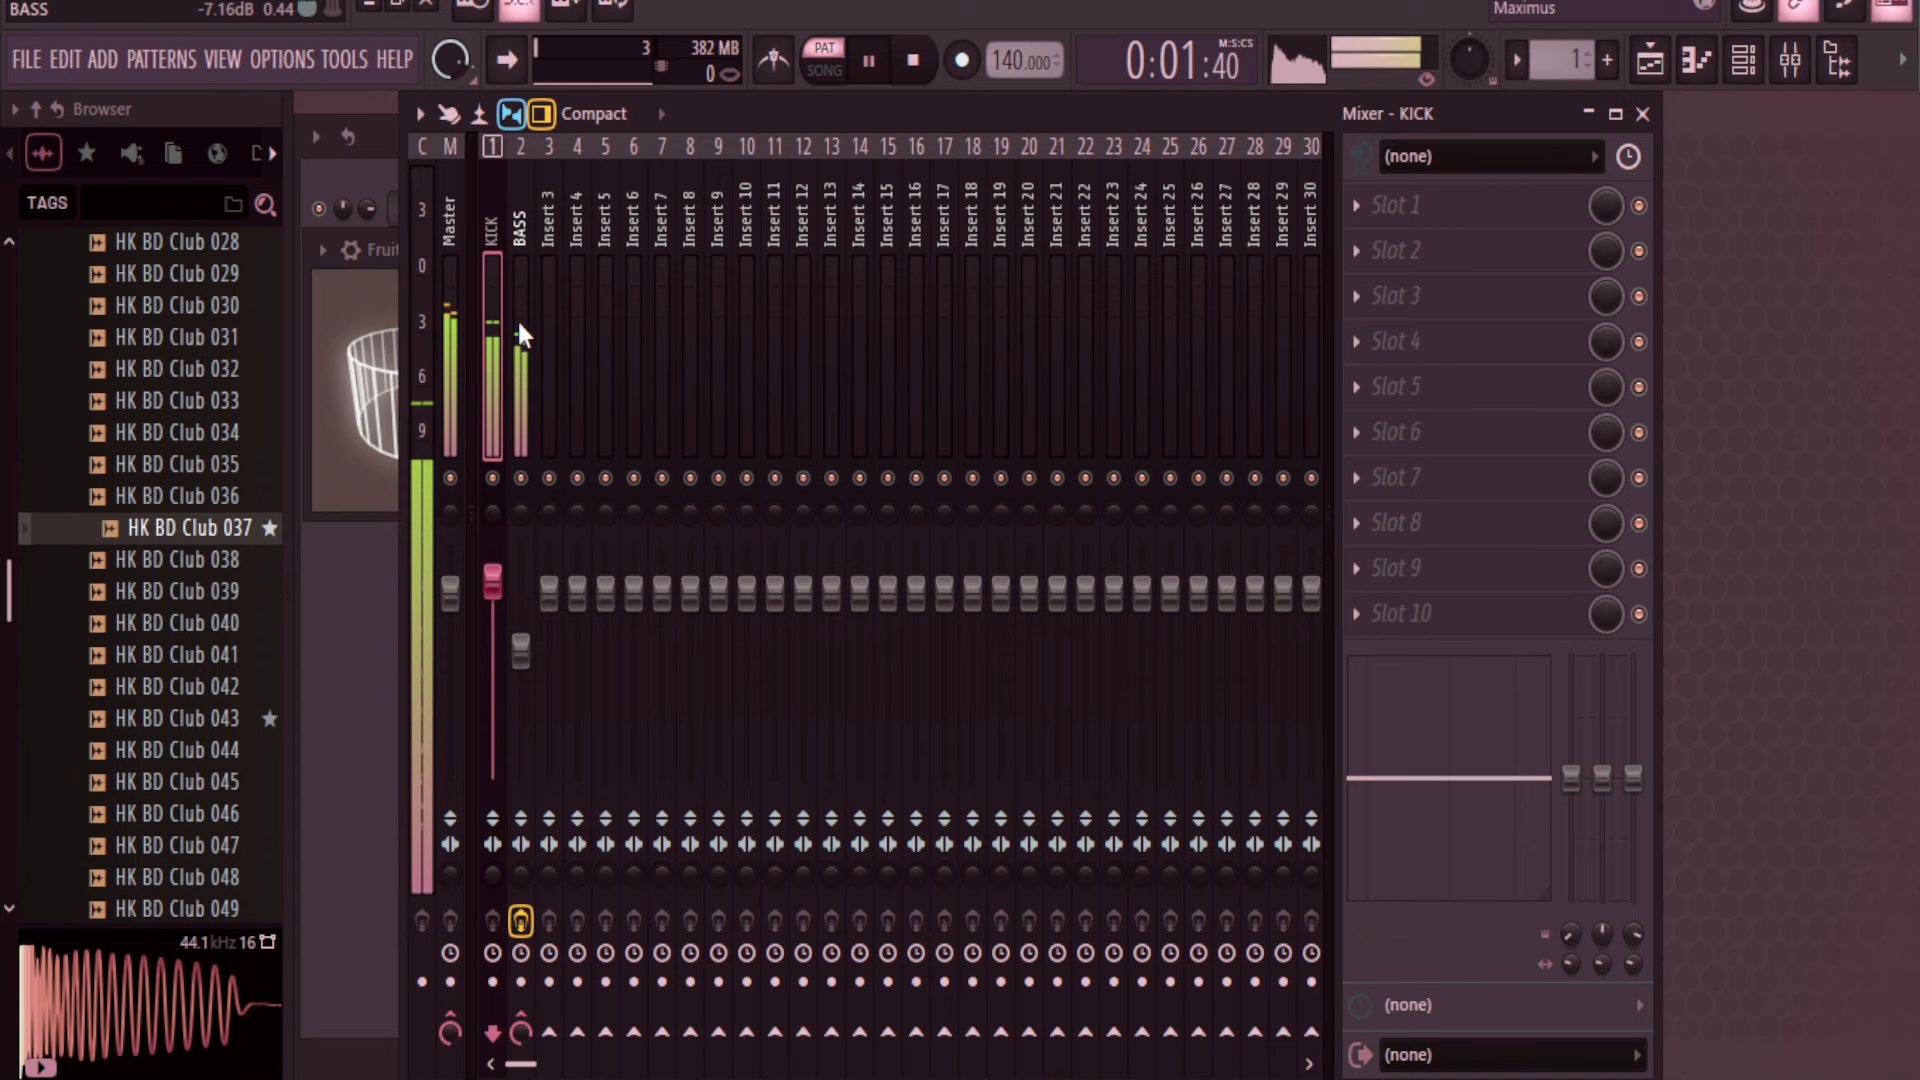 BASS -7.16dB 0.44
Maximus
FILE EDIT ADD PATTERNS VIEW OPTIONS TOOLS HELP
3 382 MB
0
PAT
SONG
140.000
0:01:40 M:S:CS
1
Browser
Compact
Mixer - KICK
C M 1 2 3 4 5 6 7 8 9 10 11 12 13 14 15 16 17 18 19 20 21 22 23 24 25 26 27 28 29 30
(none)
TAGS
Master
KICK
BASS
Insert 3
Insert 4
Insert 5
Insert 6
Insert 7
Insert 8
Insert 9
Insert 10
Insert 11
Insert 12
Insert 13
Insert 14
Insert 15
Insert 16
Insert 17
Insert 18
Insert 19
Insert 20
Insert 21
Insert 22
Insert 23
Insert 24
Insert 25
Insert 26
Insert 27
Insert 28
Insert 29
Insert 30
3
0
3
6
9
Fruit
HK BD Club 028
HK BD Club 029
HK BD Club 030
HK BD Club 031
HK BD Club 032
HK BD Club 033
HK BD Club 034
HK BD Club 035
HK BD Club 036
HK BD Club 037
HK BD Club 038
HK BD Club 039
HK BD Club 040
HK BD Club 041
HK BD Club 042
HK BD Club 043
HK BD Club 044
HK BD Club 045
HK BD Club 046
HK BD Club 047
HK BD Club 048
HK BD Club 049
44.1kHz 16
Slot 1
Slot 2
Slot 3
Slot 4
Slot 5
Slot 6
Slot 7
Slot 8
Slot 9
Slot 10
(none)
(none)